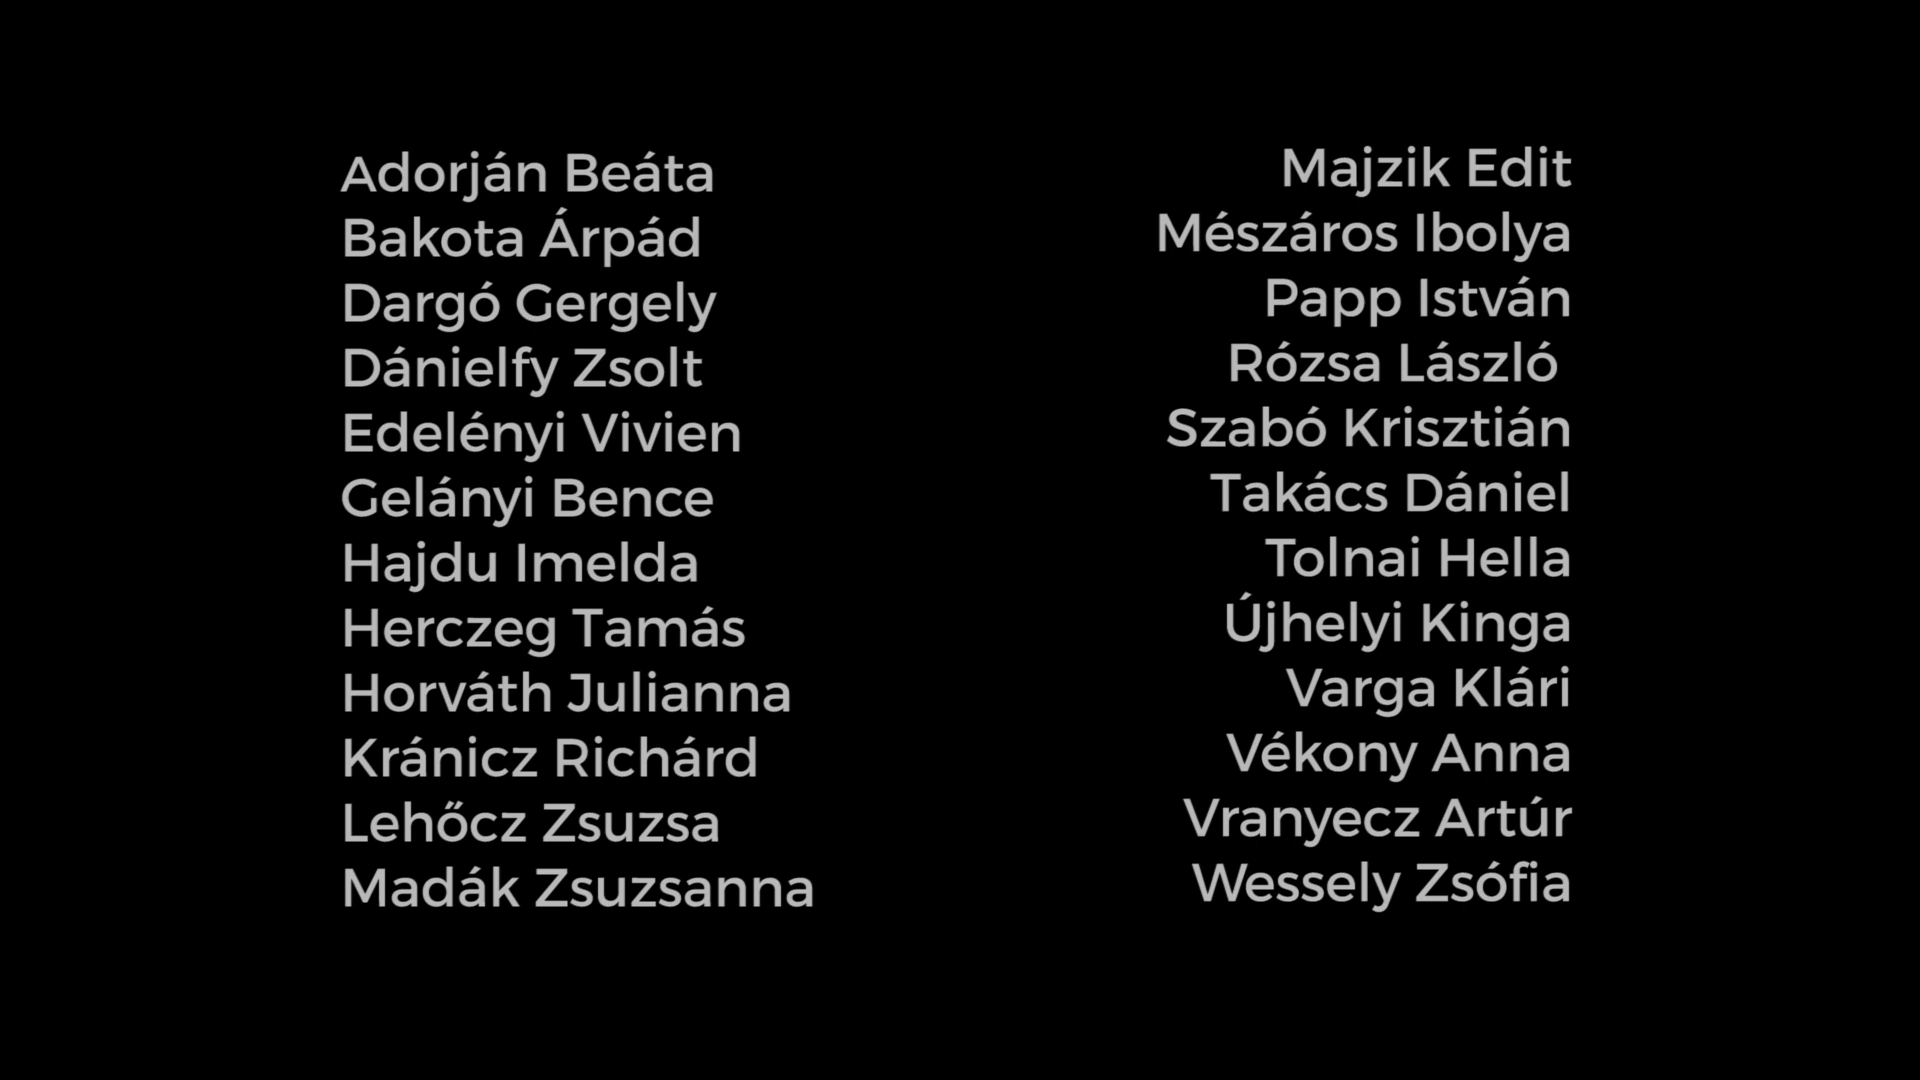 Adorján Beáta
Bakota Árpád
Dargó Gergely
Dánielfy Zsolt
Edelényi Vivien
Gelányi Bence
Hajdu Imelda
Herczeg Tamás
Horváth Julianna
Kránicz Richárd
Lehőcz Zsuzsa
Madák Zsuzsanna
Majzik Edit
Mészáros Ibolya
Papp István
Rózsa László
Szabó Krisztián
Takács Dániel
Tolnai Hella
Újhelyi Kinga
Varga Klári
Vékony Anna
Vranyecz Artúr
Wessely Zsófia